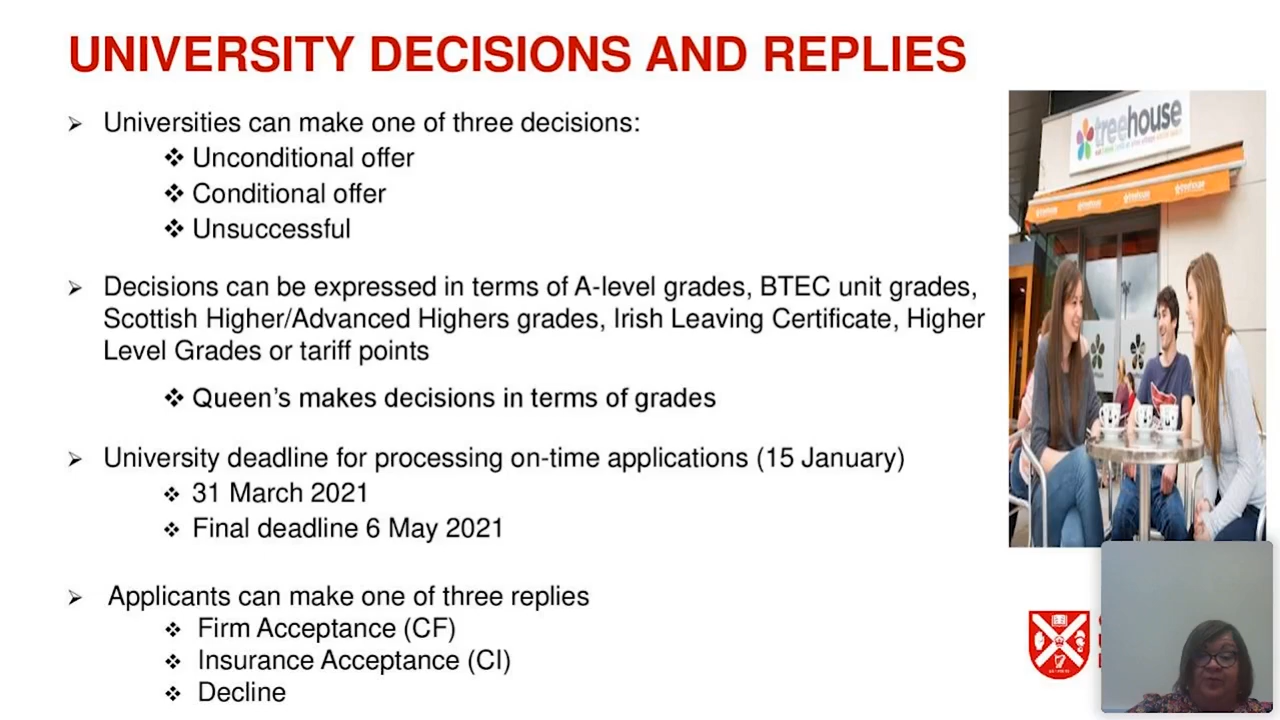 UNIVERSITY DECISIONS AND REPLIES
Universities can make one of three decisions:
Unconditional offer
Conditional offer
Unsuccessful
Decisions can be expressed in terms of A-level grades, BTEC unit grades,
Scottish Higher/Advanced Highers grades, Irish Leaving Certificate, Higher
Level Grades or tariff points
Queen's makes decisions in terms of grades
University deadline for processing on-time applications (15 January)
31 March 2021
Final deadline 6 May 2021
Applicants can make one of three replies
Firm Acceptance (CF)
Insurance Acceptance (CI)
Decline
treehouse
treehouse